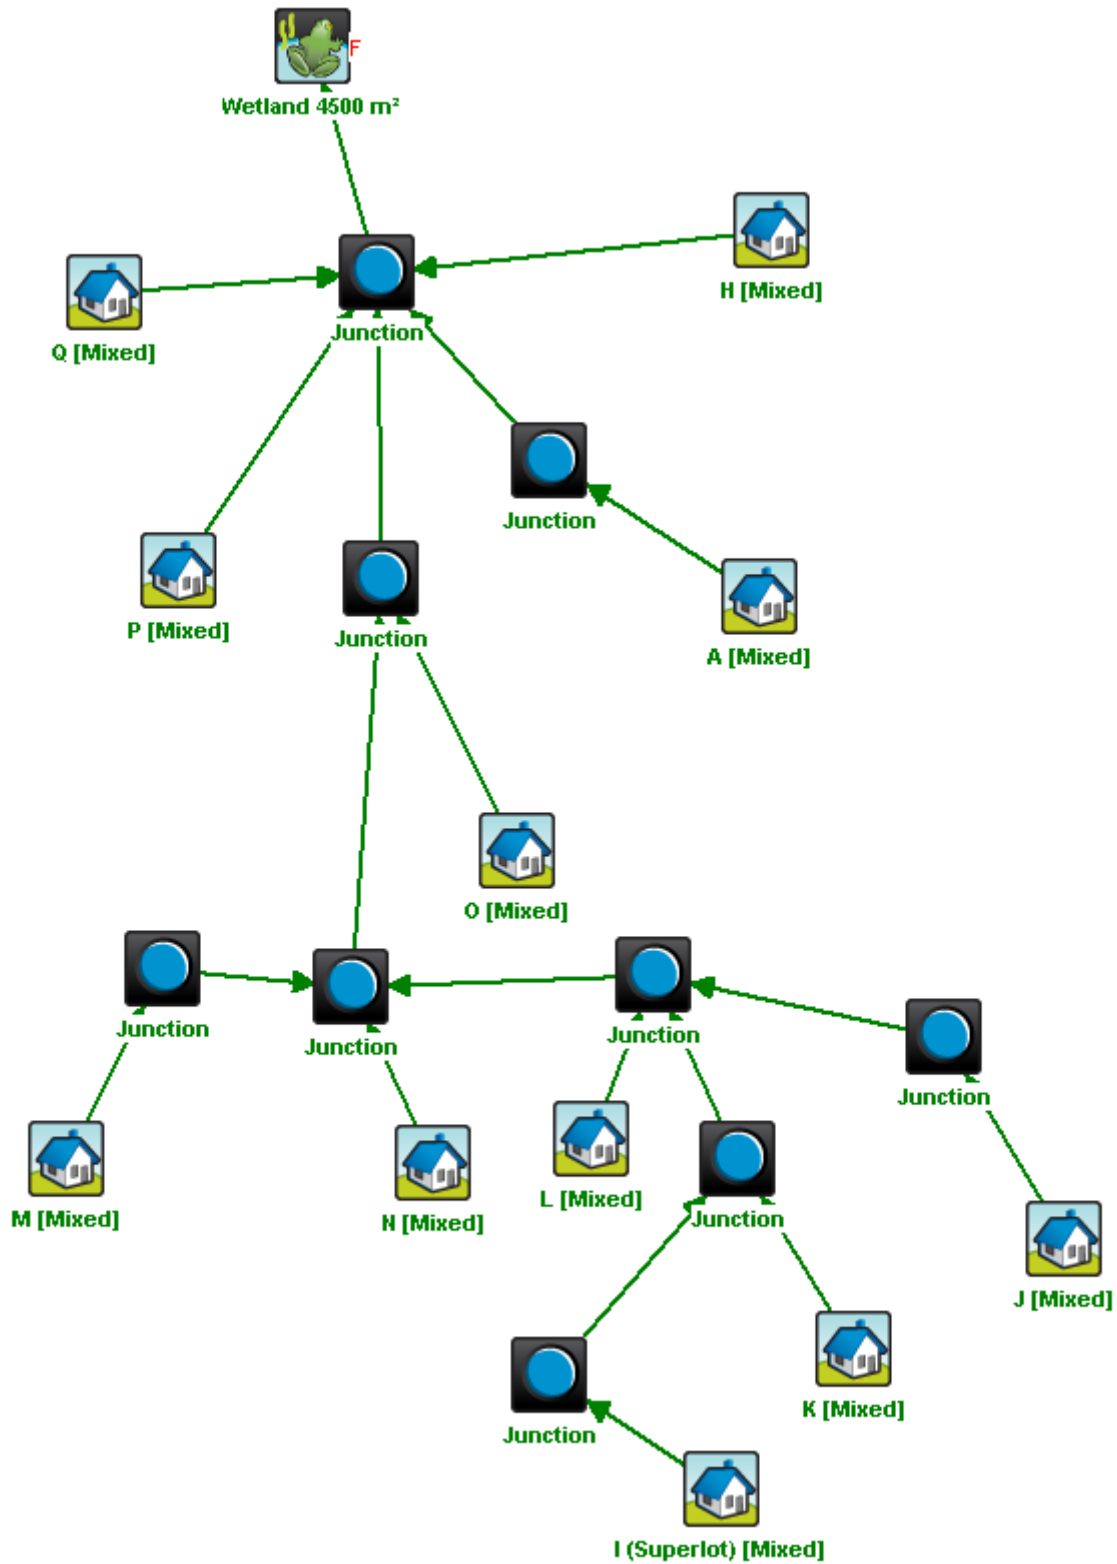 F
Wetland 4500 m²
H [Mixed]
Junction
Q [Mixed]
Junction
P [Mixed]
Junction
A [Mixed]
O [Mixed]
Junction
Junction
Junction
Junction
M [Mixed]
N [Mixed]
L [Mixed]
Junction
J [Mixed]
K [Mixed]
Junction
I (Superlot) [Mixed]